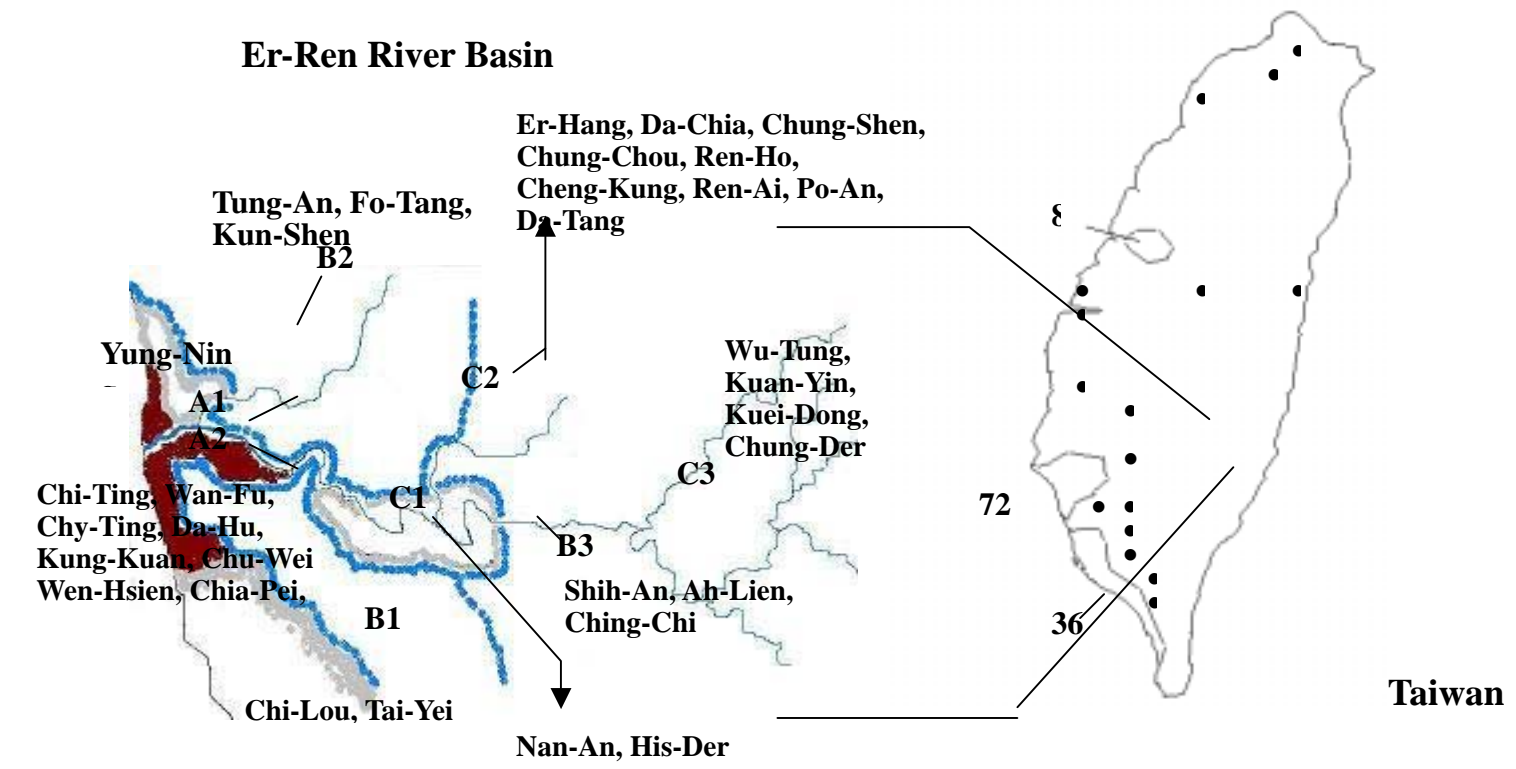 Er-Ren River Basin
Er-Hang, Da-Chia, Chung-Shen,
Chung-Chou, Ren-Ho,
Cheng-Kung, Ren-Ai, Po-An,
Da-Tang
Tung-An, Fo-Tang,
Kun-Shen
B2
8
Yung-Nin
C2
Wu-Tung,
Kuan-Yin,
Kuei-Dong,
Chung-Der
A1
A2
C3
Chi-Ting, Wan-Fu,
Chy-Ting, Da-Hu,
Kung-Kuan, Chu-Wei
Wen-Hsien, Chia-Pei,
C1
72
B3
Shih-An, Ah-Lien,
Ching-Chi
B1
36
Taiwan
Chi-Lou, Tai-Yei
Nan-An, His-Der